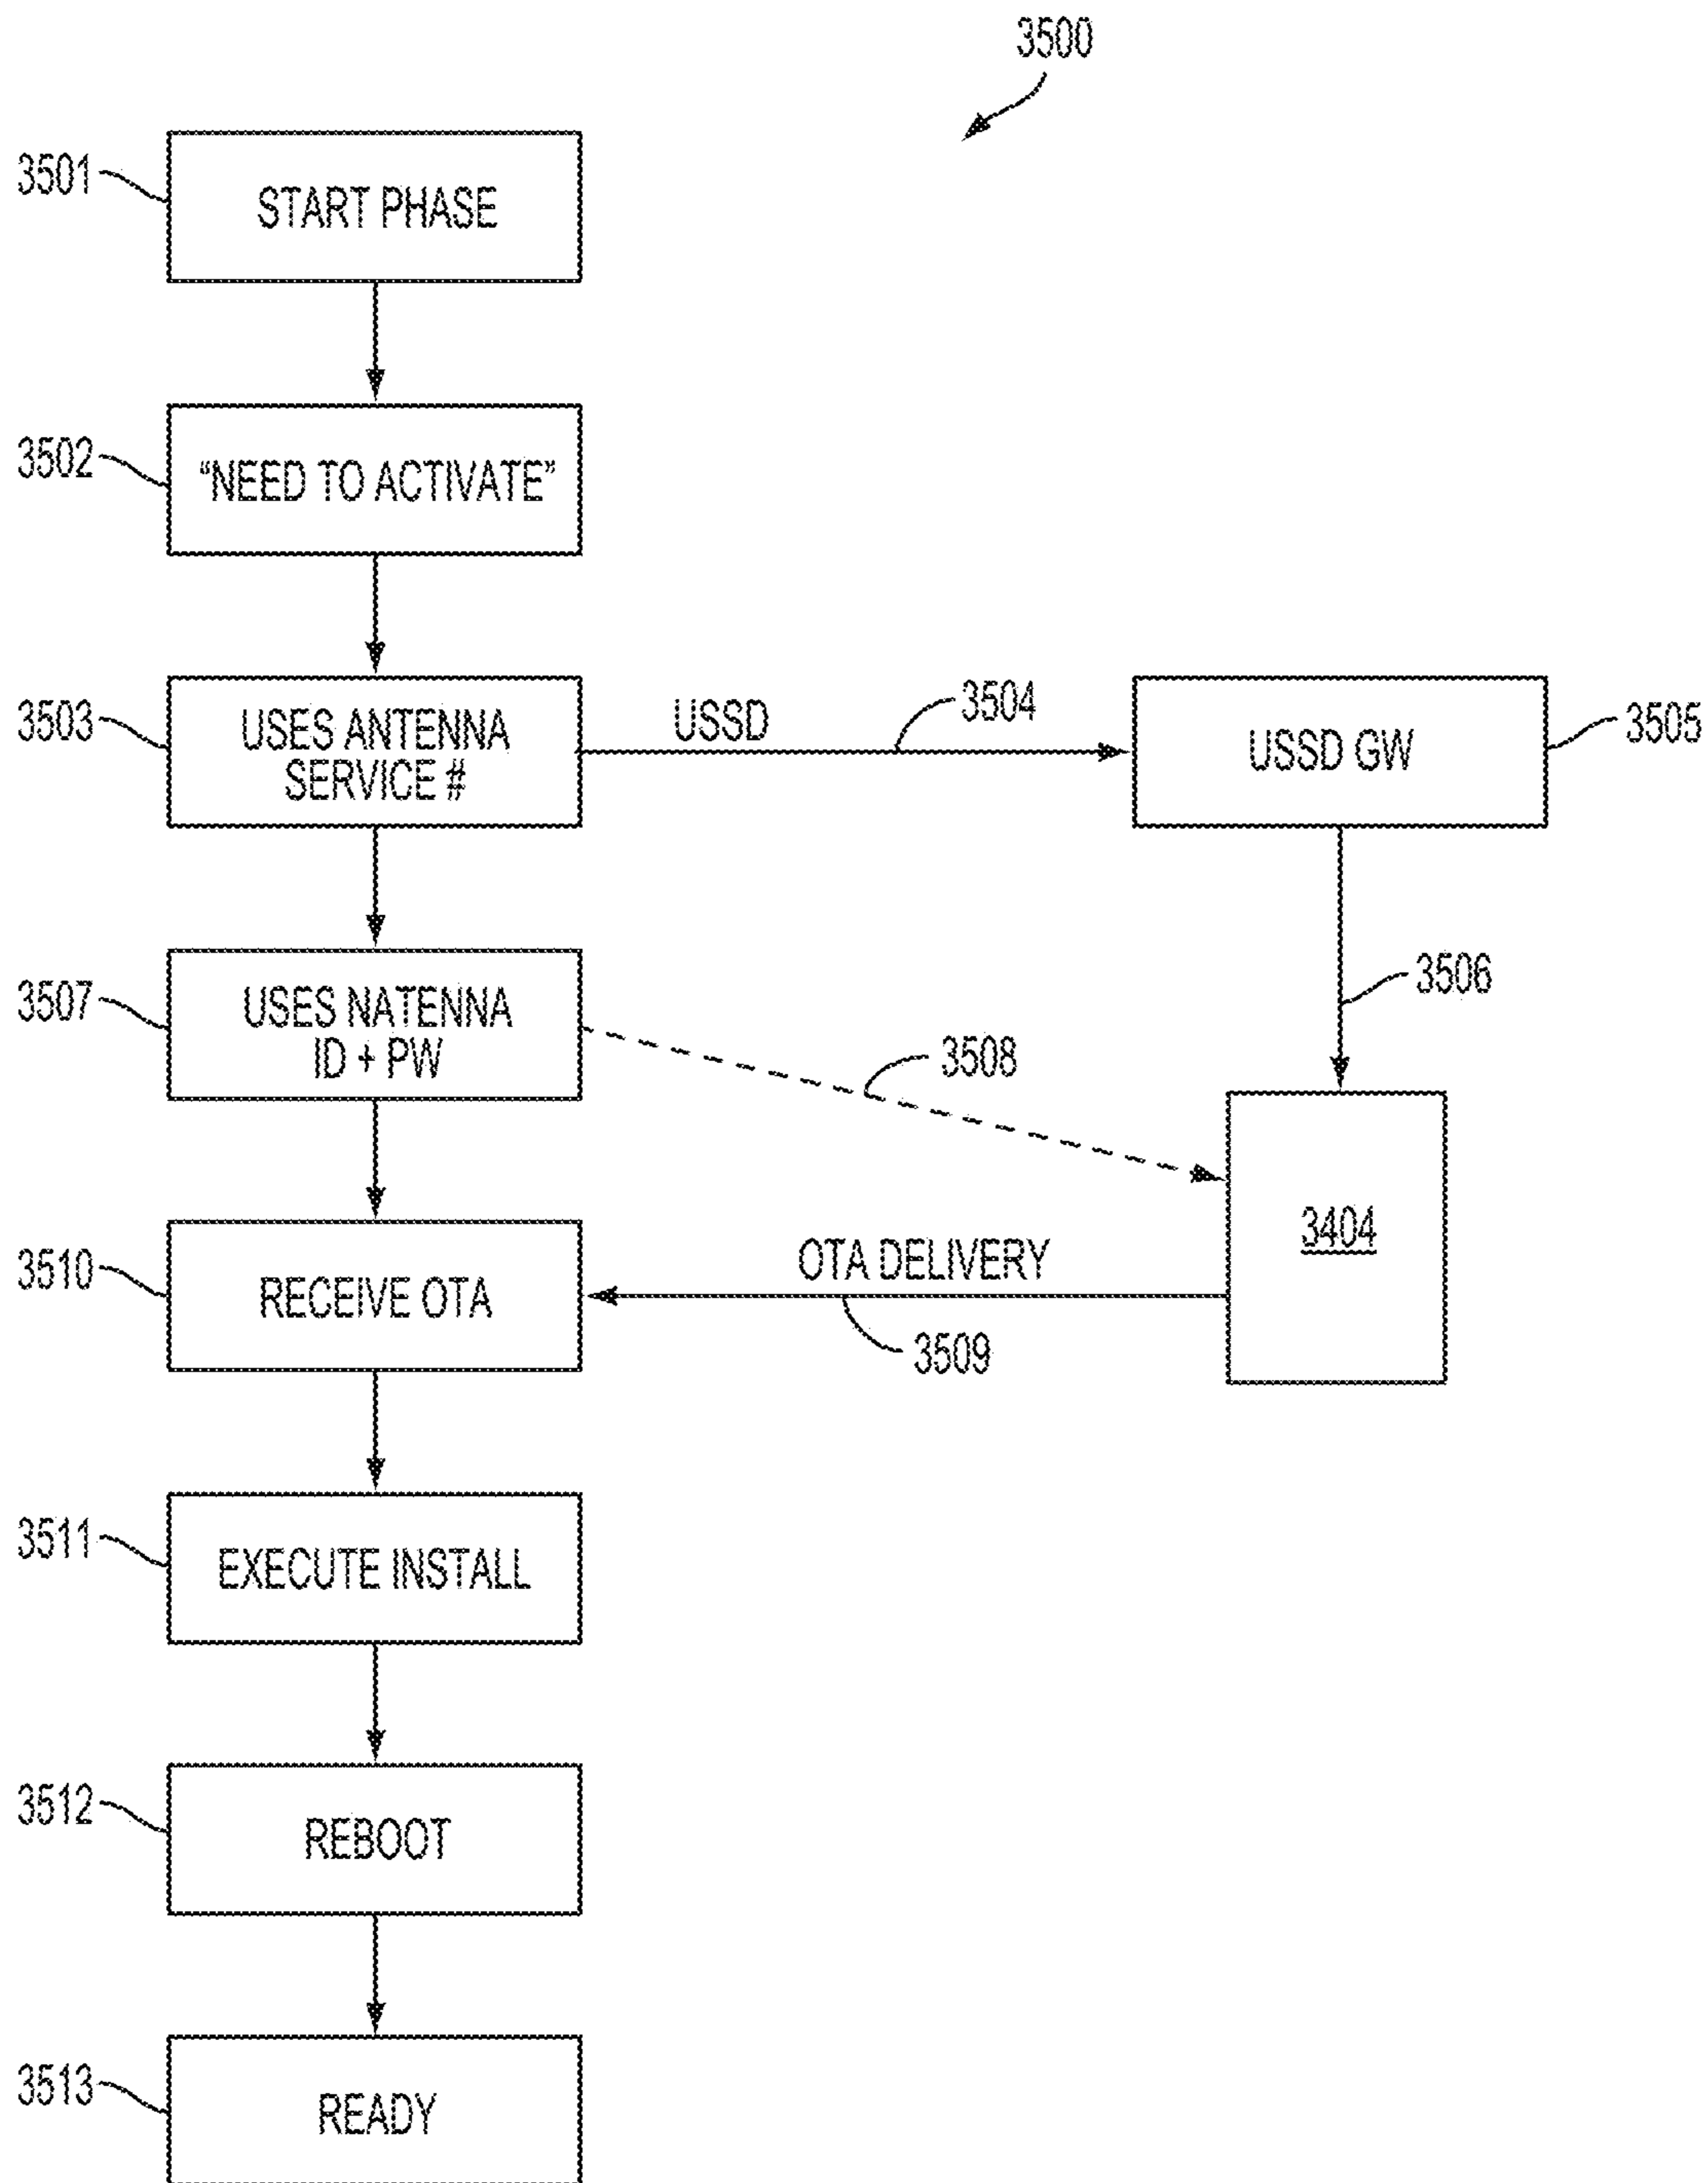 3500
3501
START PHASE
3502
"NEED TO ACTIVATE"
3503
USES ANTENNA
SERVICE #
USSD
3504
USSD GW
3505
3506
3507
USES NATENNA
ID + PW
3508
3404
3510
RECEIVE OTA
OTA DELIVERY
3509
3511
EXECUTE INSTALL
3512
REBOOT
3513
READY